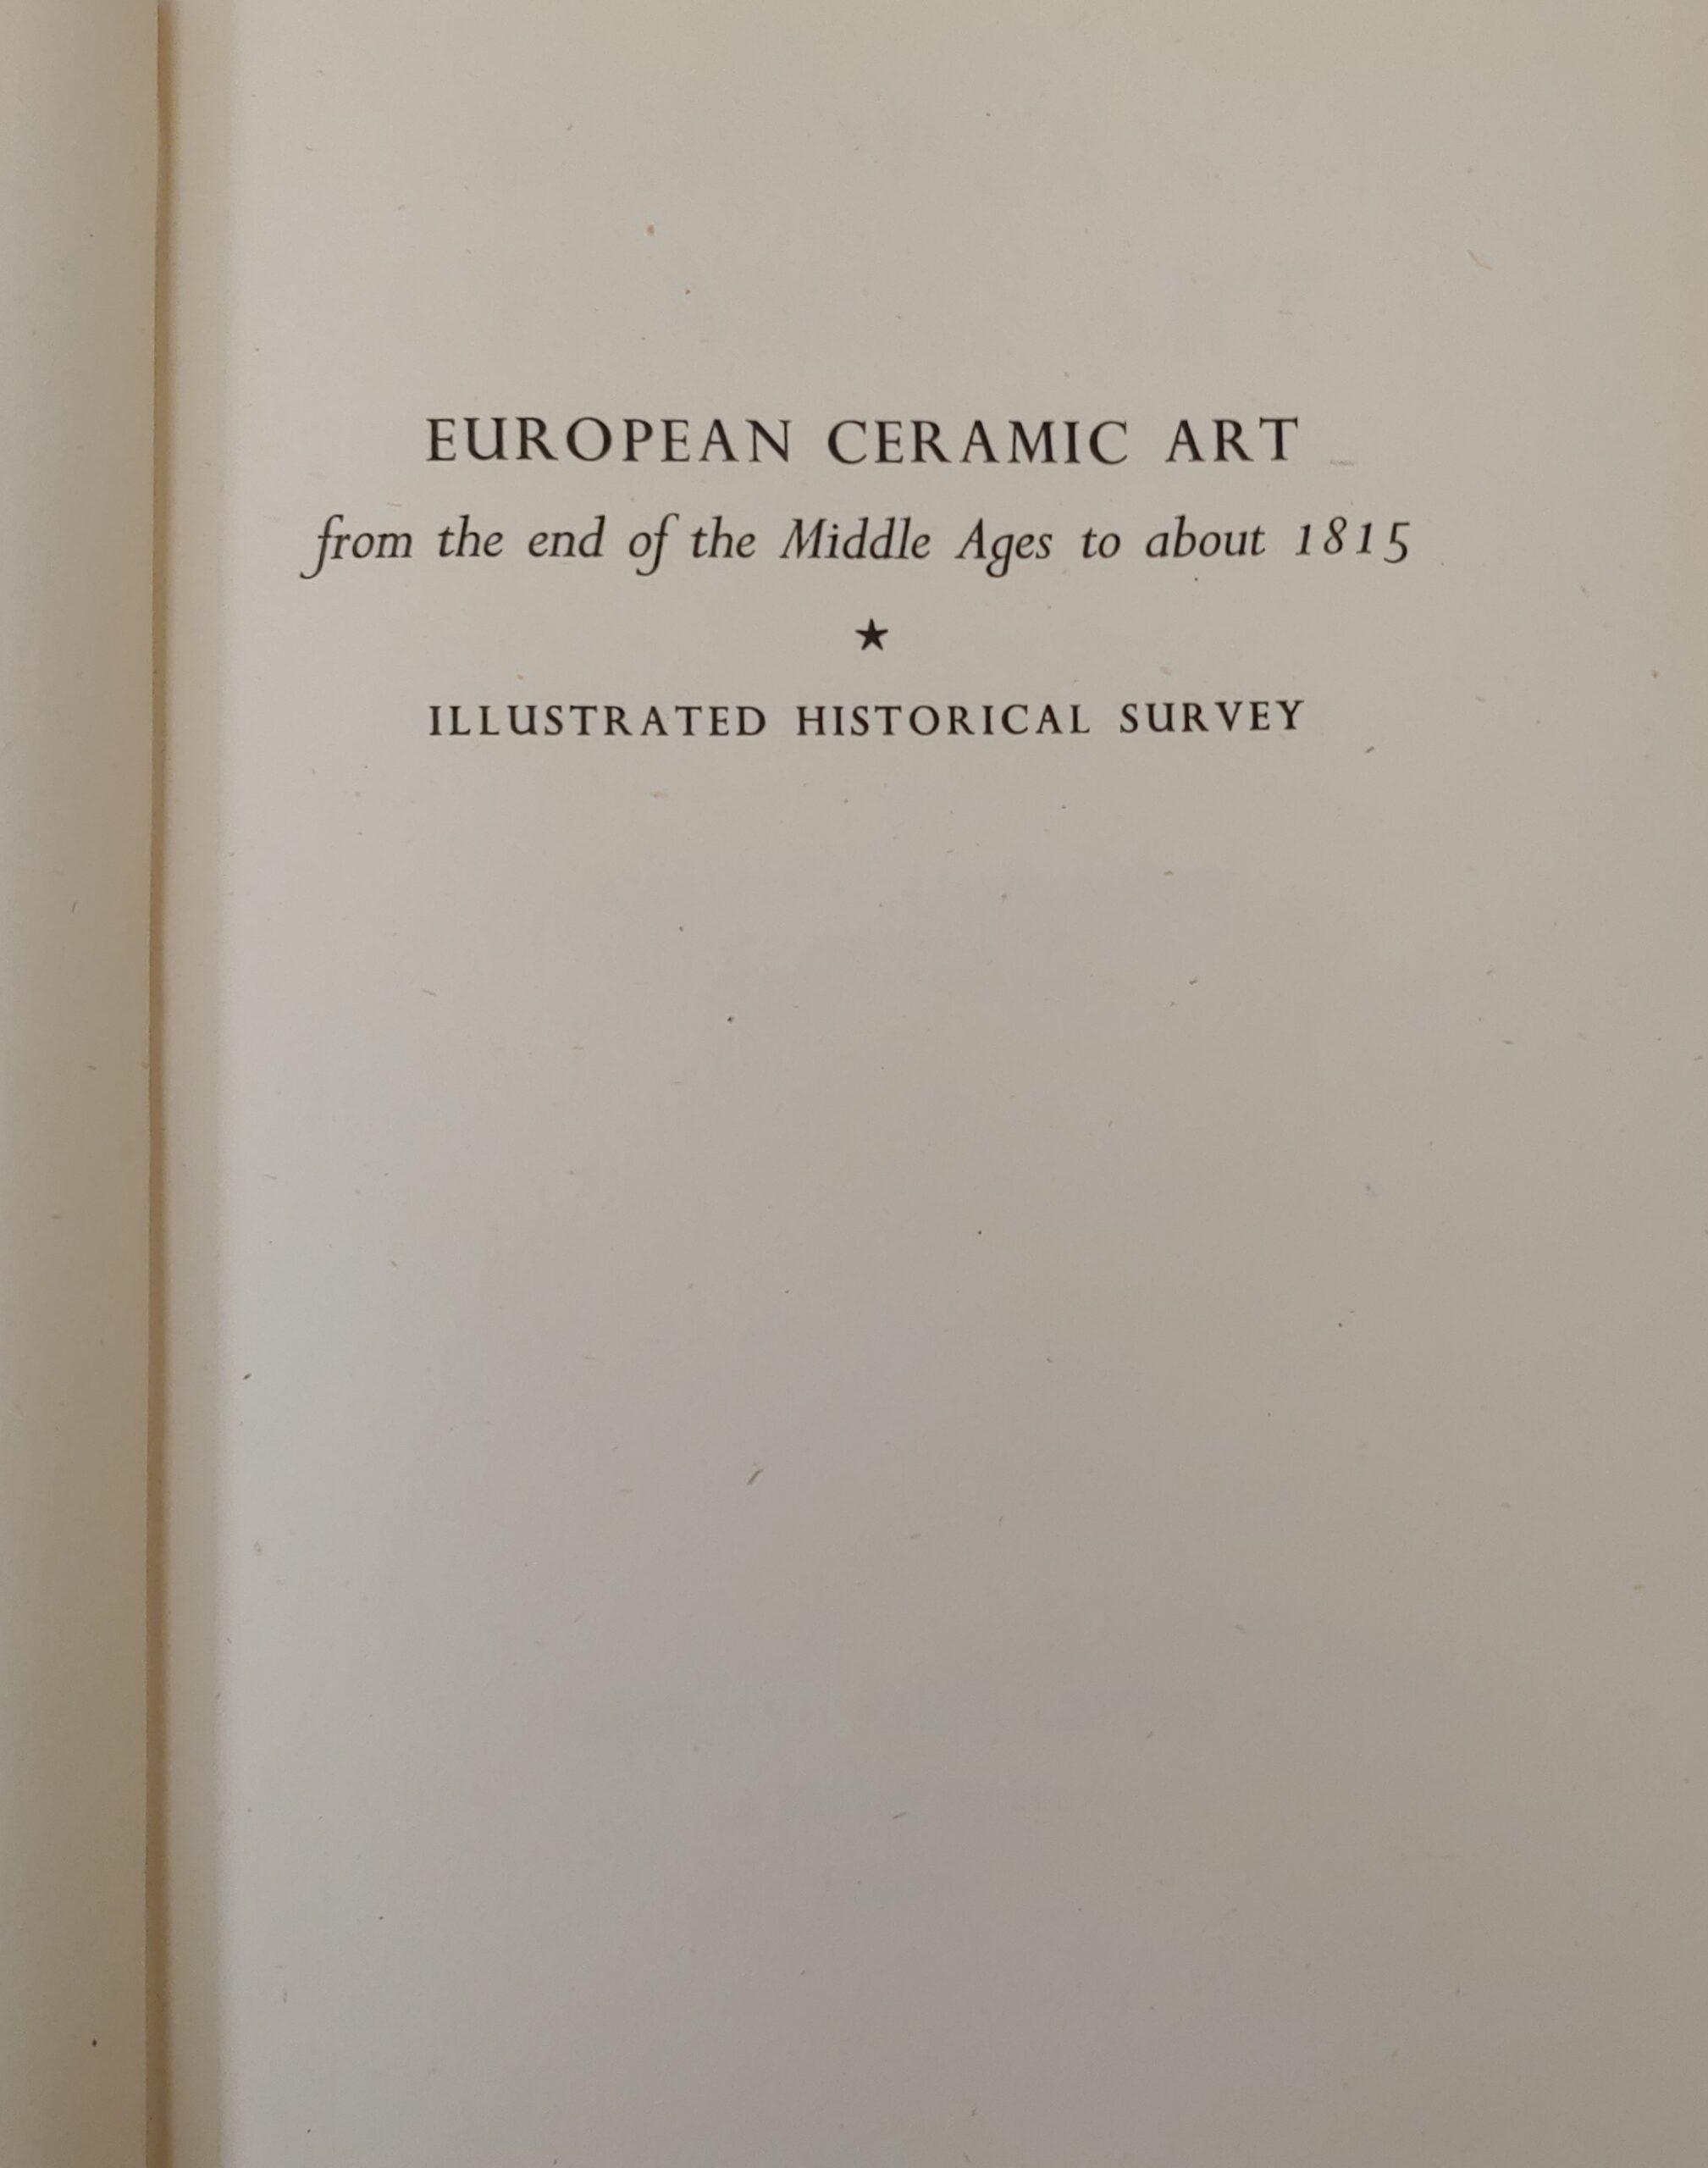 EUROPEAN CERAMIC ART
from the end of the Middle Ages to about 1815
★
ILLUSTRATED HISTORICAL SURVEY